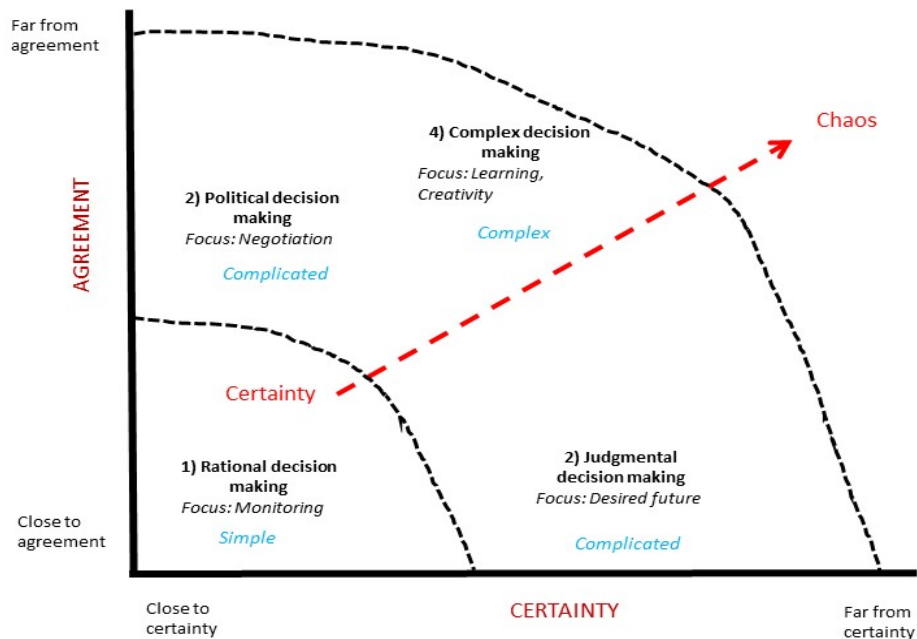 Far from
agreement
Chaos
4) Complex decision
making
Focus: Learning,
Creativity
Complex
2) Political decision
making
Focus: Negotiation
Complicated
AGREEMENT
Certainty
1) Rational decision
making
Focus: Monitoring
Simple
2) Judgmental
decision making
Focus: Desired future
Complicated
Close to
agreement
Close to
certainty
CERTAINTY
Far from
certainty